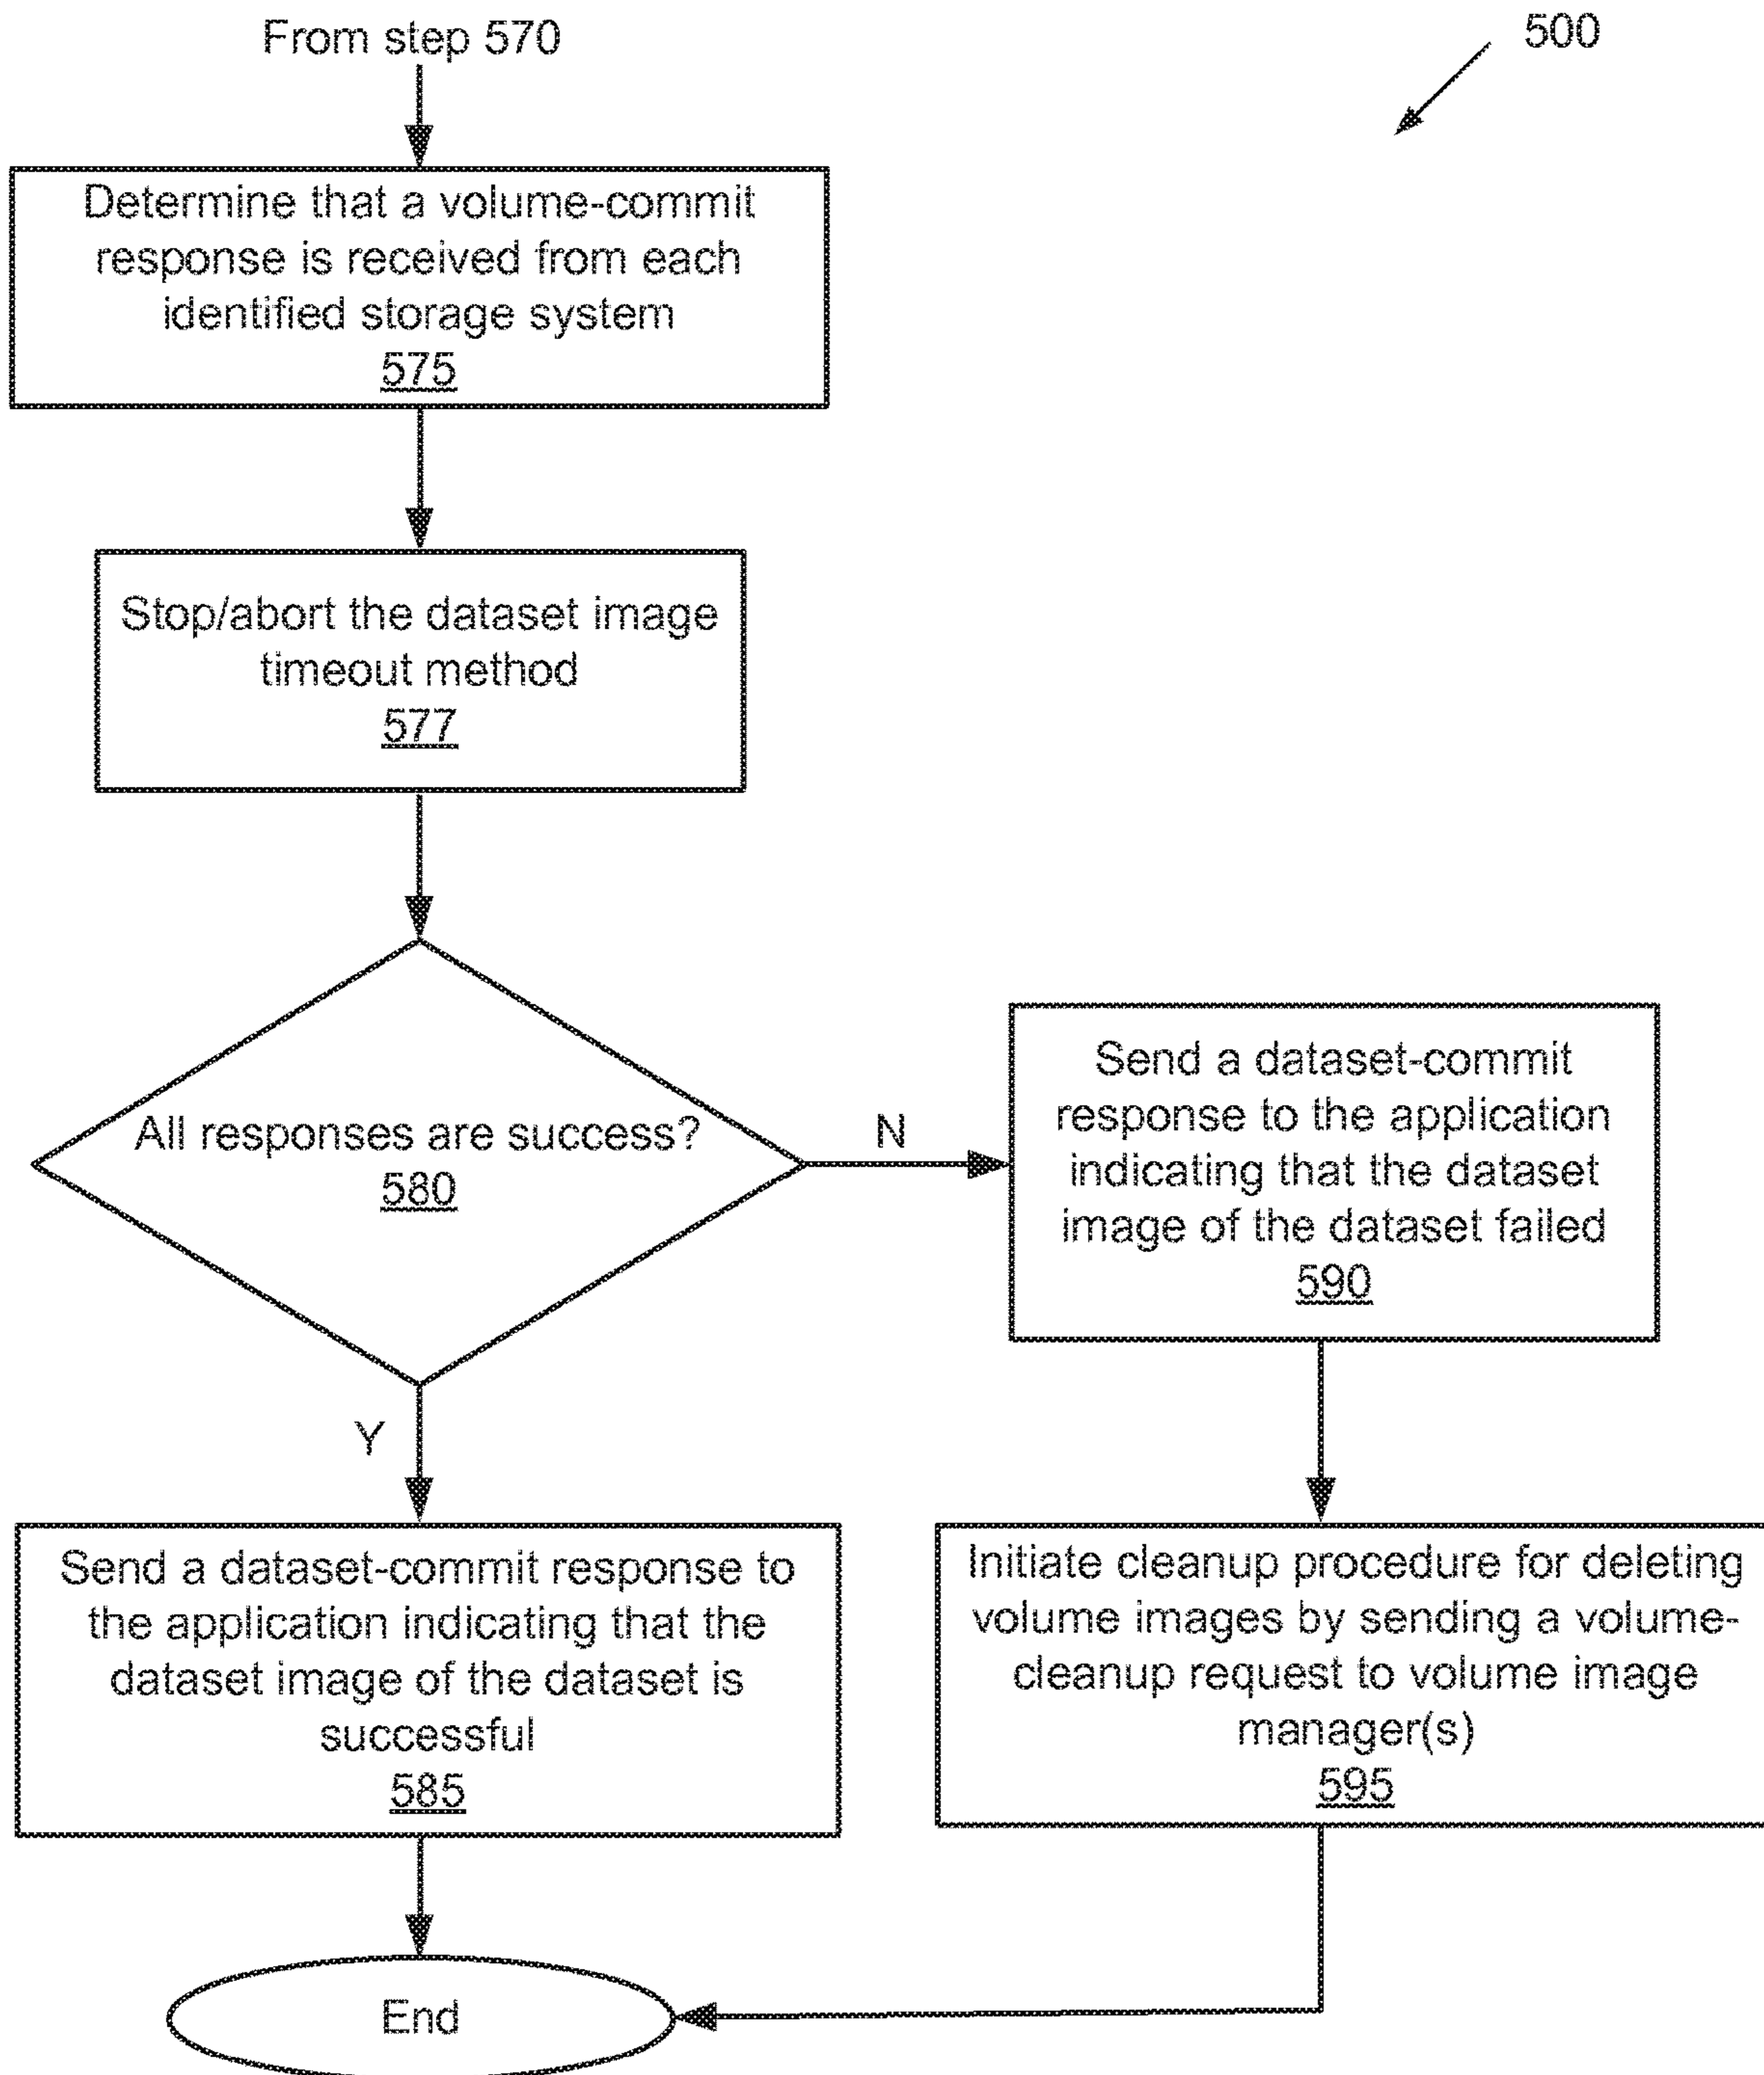 From step 570
500
Determine that a volume-commit
response is received from each
identified storage system
575
Stop/abort the dataset image
timeout method
577
All responses are success?
580
N
Send a dataset-commit
response to the application
indicating that the dataset
image of the dataset failed
590
Y
Send a dataset-commit response to
the application indicating that the
dataset image of the dataset is
successful
585
Initiate cleanup procedure for deleting
volume images by sending a volume-
cleanup request to volume image
manager(s)
595
End